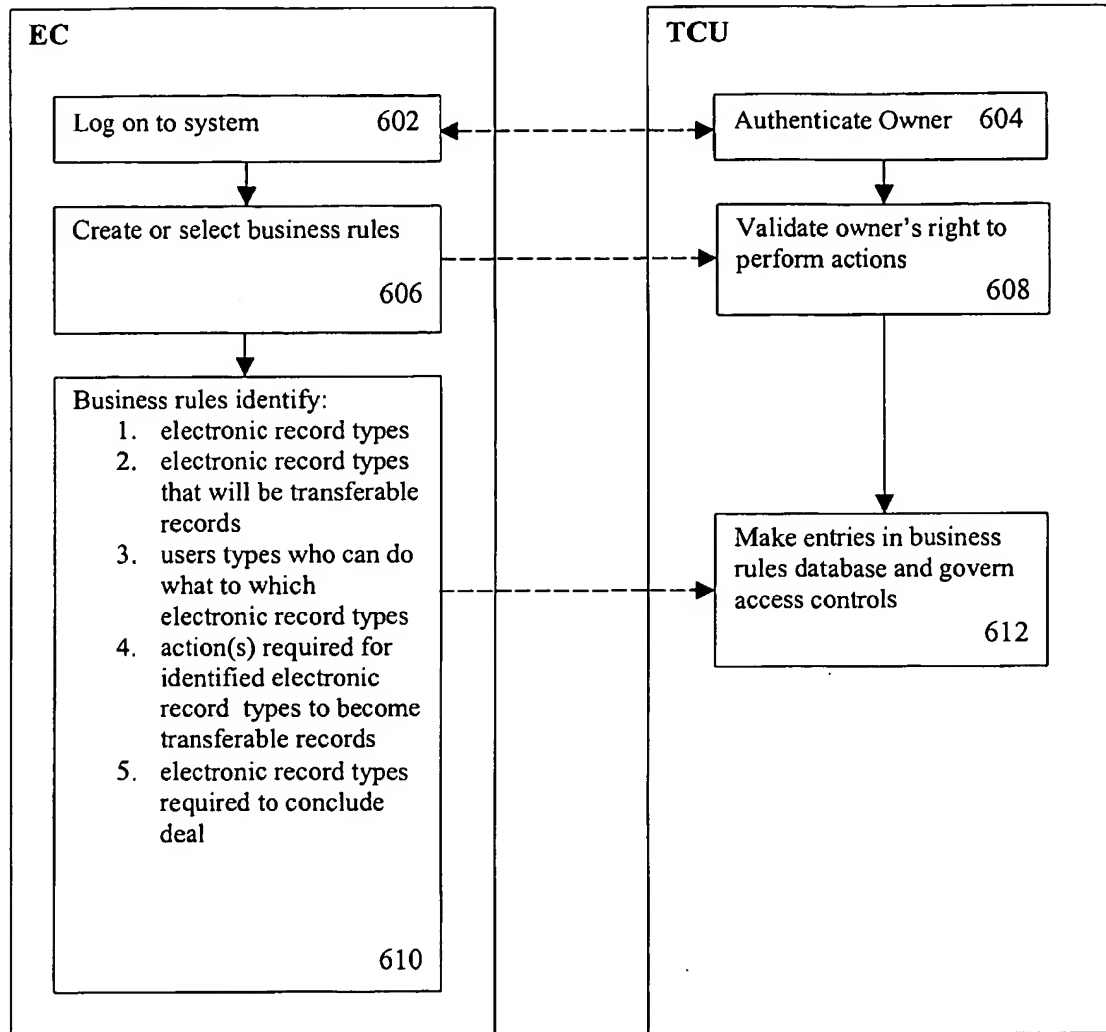 EC
Log on to system 602
Create or select business rules
606
Business rules identify:
1. electronic record types
2. electronic record types
that will be transferable
records
3. users types who can do
what to which
electronic record types
4. action(s) required for
identified electronic
record types to become
transferable records
5. electronic record types
required to conclude
deal
610
TCU
Authenticate Owner 604
Validate owner's right to
perform actions
608
Make entries in business
rules database and govern
access controls
612